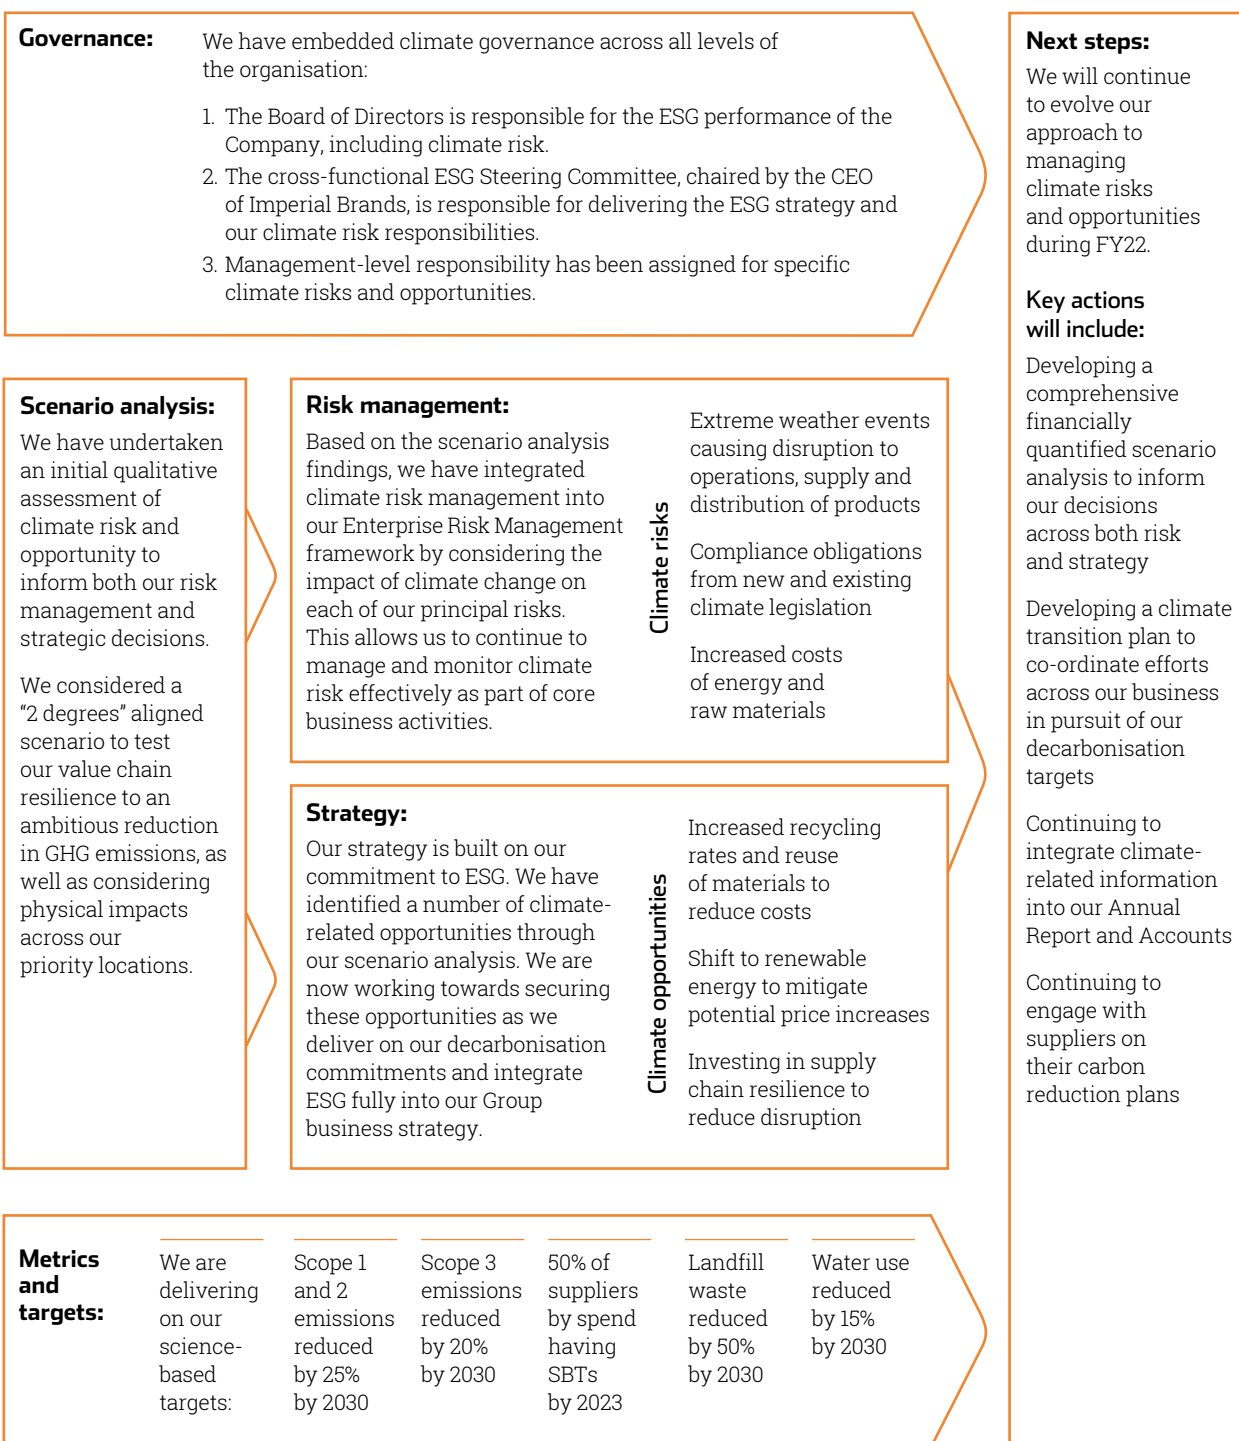 Governance:
We have embedded climate governance across all levels of
the organisation:
1. The Board of Directors is responsible for the ESG performance of the
Company, including climate risk.
2. The cross-functional ESG Steering Committee, chaired by the CEO
of Imperial Brands, is responsible for delivering the ESG strategy and
our climate risk responsibilities.
3. Management-level responsibility has been assigned for specific
climate risks and opportunities.
Scenario analysis:
We have undertaken
an initial qualitative
assessment of
climate risk and
opportunity to
inform both our risk
management and
strategic decisions.
We considered a
"2 degrees" aligned
scenario to test
our value chain
resilience to an
ambitious reduction
in GHG emissions, as
well as considering
physical impacts
across our
priority locations.
Risk management:
Based on the scenario analysis
findings, we have integrated
climate risk management into
our Enterprise Risk Management
framework by considering the
impact of climate change on
each of our principal risks.
This allows us to continue to
manage and monitor climate
risk effectively as part of core
business activities.
Climate risks
Extreme weather events
causing disruption to
operations, supply and
distribution of products
Compliance obligations
from new and existing
climate legislation
Increased costs
of energy and
raw materials
Strategy:
Our strategy is built on our
commitment to ESG. We have
identified a number of climate-
related opportunities through
our scenario analysis. We are
now working towards securing
these opportunities as we
deliver on our decarbonisation
commitments and integrate
ESG fully into our Group
business strategy.
Climate opportunities
Increased recycling
rates and reuse
of materials to
reduce costs
Shift to renewable
energy to mitigate
potential price increases
Investing in supply
chain resilience to
reduce disruption
Metrics
and
targets:
We are
delivering
on our
science-
based
targets:
Scope 1
and 2
emissions
reduced
by 25%
by 2030
Scope 3
emissions
reduced
by 20%
by 2030
50% of
suppliers
by spend
having
SBTs
by 2023
Landfill
waste
reduced
by 50%
by 2030
Water use
reduced
by 15%
by 2030
Next steps:
We will continue
to evolve our
approach to
managing
climate risks
and opportunities
during FY22.
Key actions
will include:
Developing a
comprehensive
financially
quantified scenario
analysis to inform
our decisions
across both risk
and strategy
Developing a climate
transition plan to
co-ordinate efforts
across our business
in pursuit of our
decarbonisation
targets
Continuing to
integrate climate-
related information
into our Annual
Report and Accounts
Continuing to
engage with
suppliers on
their carbon
reduction plans